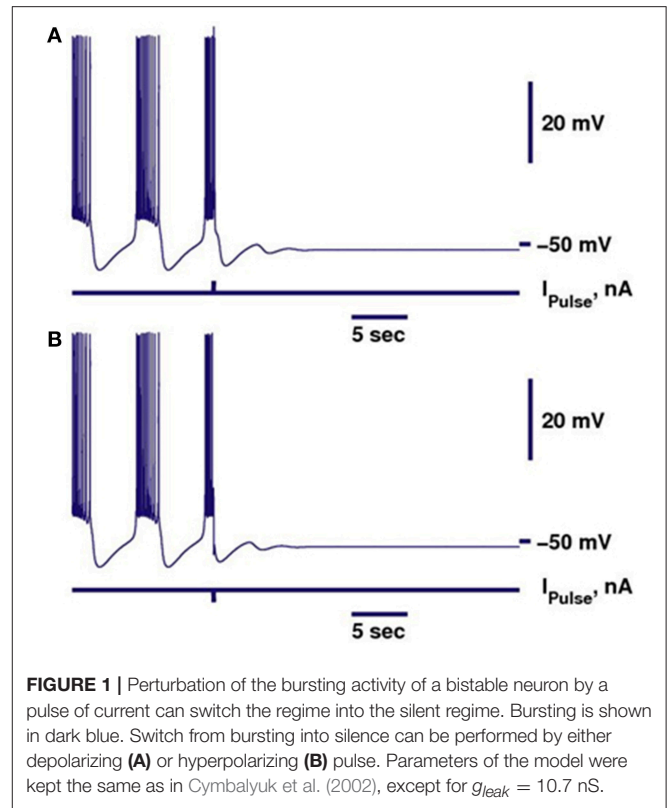 A
20 mV
–50 mV
I_Pulse, nA
5 sec
B
20 mV
–50 mV
I_Pulse, nA
5 sec
FIGURE 1 | Perturbation of the bursting activity of a bistable neuron by a
pulse of current can switch the regime into the silent regime. Bursting is shown
in dark blue. Switch from bursting into silence can be performed by either
depolarizing (A) or hyperpolarizing (B) pulse. Parameters of the model were
kept the same as in Cymbalyuk et al. (2002), except for g_leak = 10.7 nS.